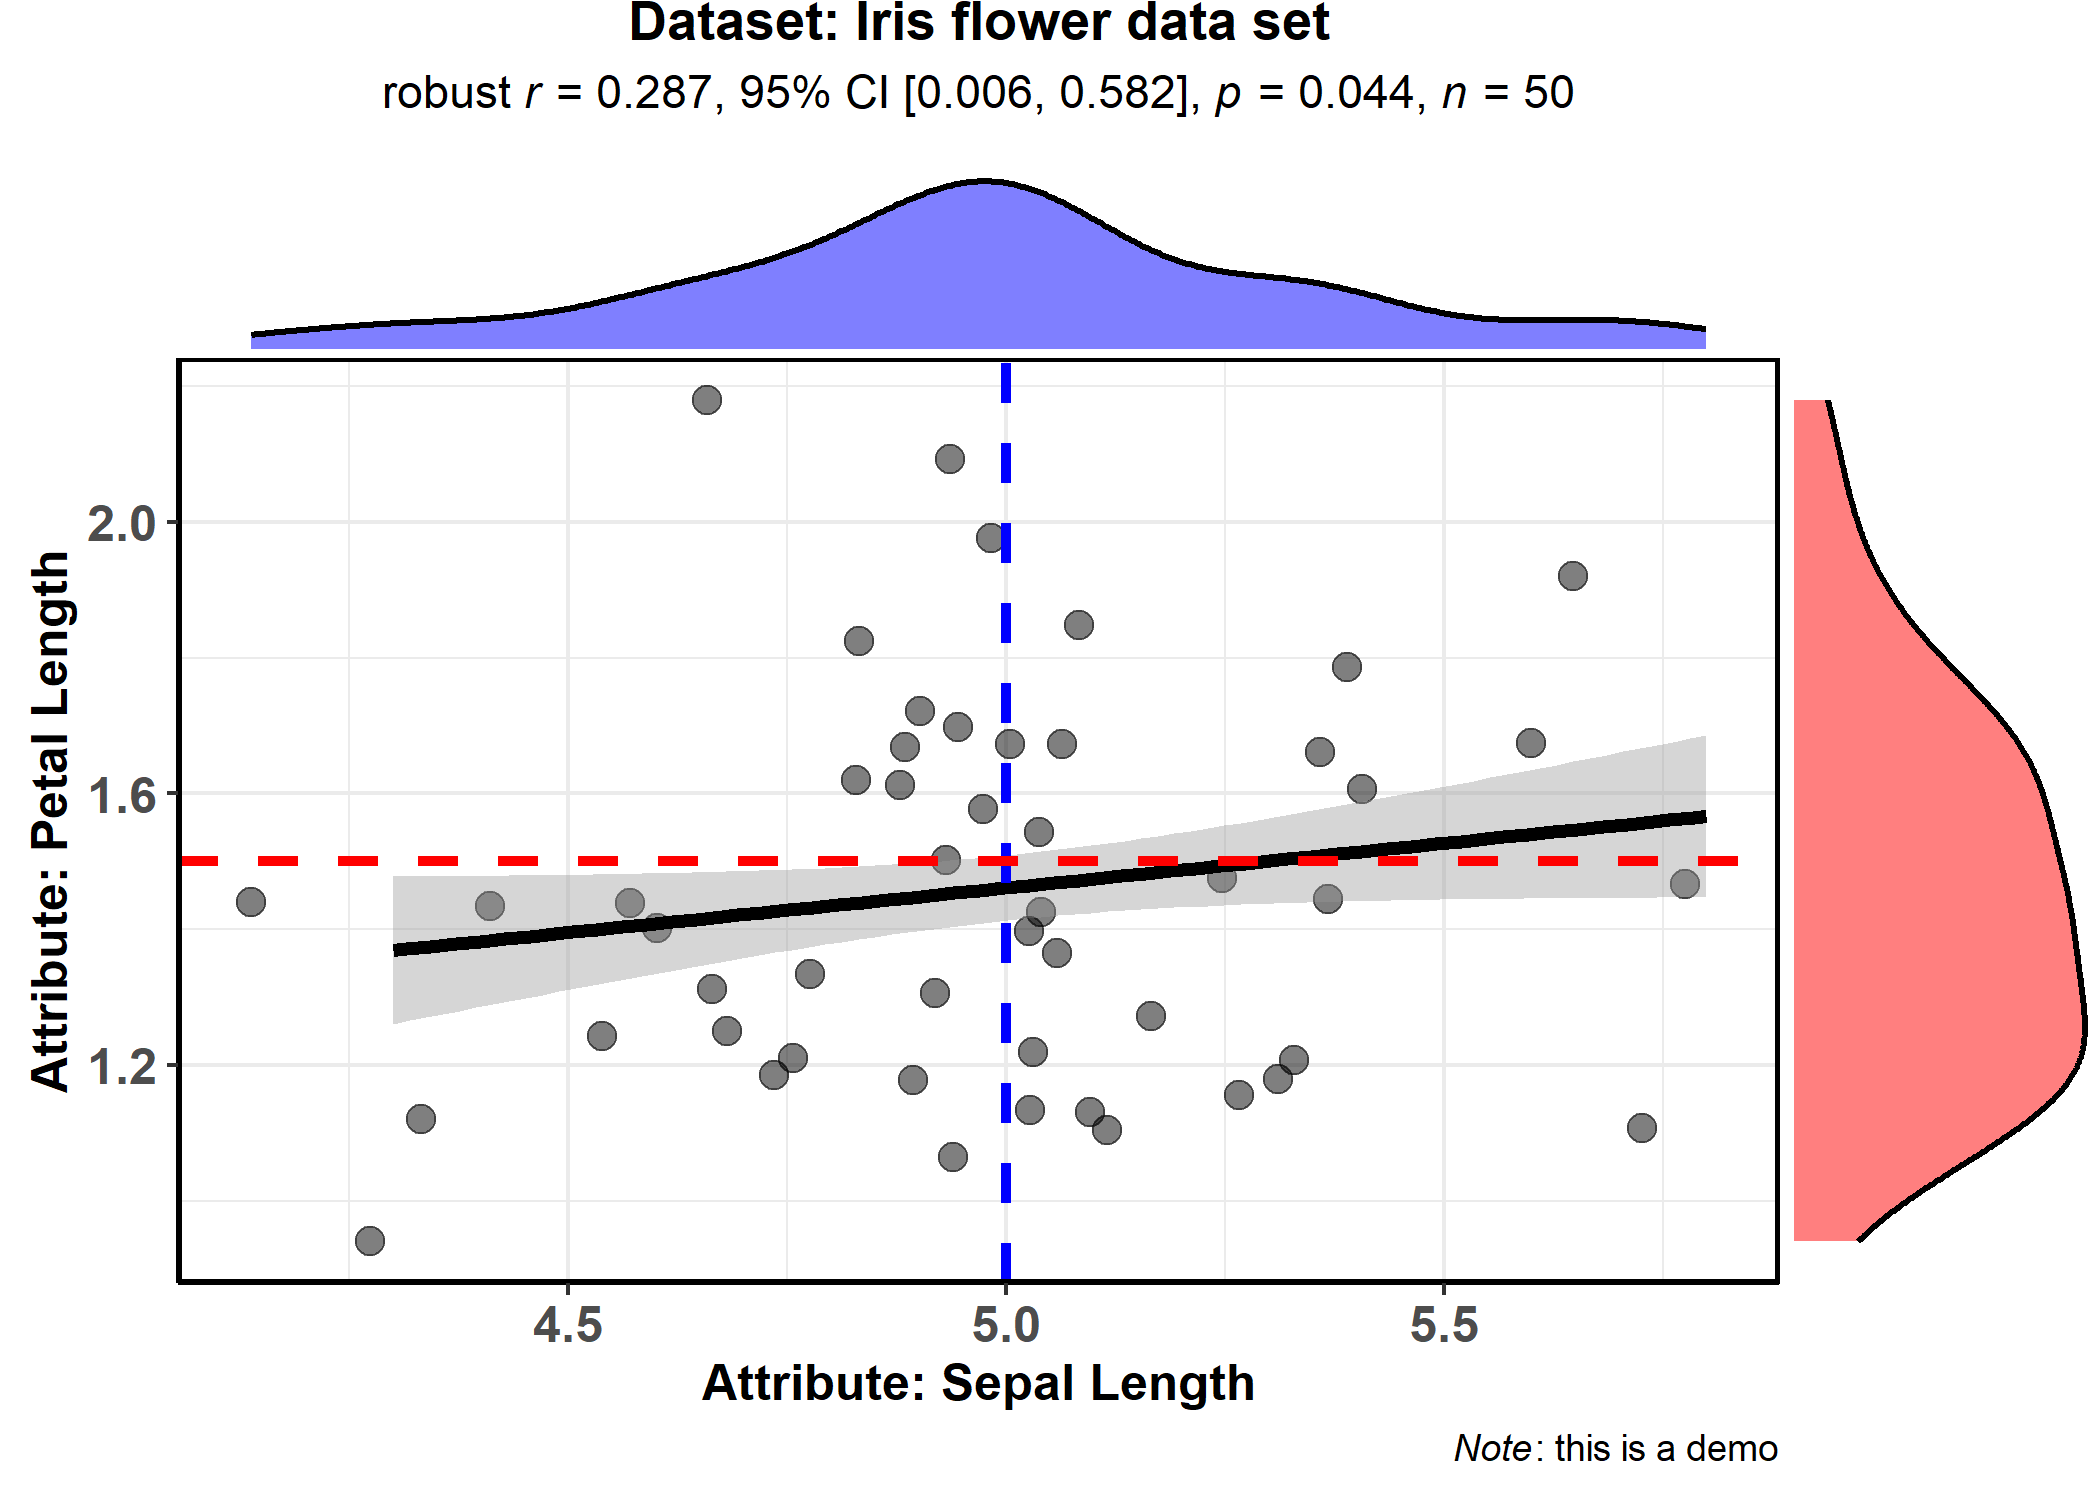 Dataset: Iris flower data set
robust r = 0.287, 95% CI [0.006, 0.582], p = 0.044, n = 50
2.0
1.6
1.2
Attribute: Petal Length
4.5 5.0 5.5
Attribute: Sepal Length
Note: this is a demo